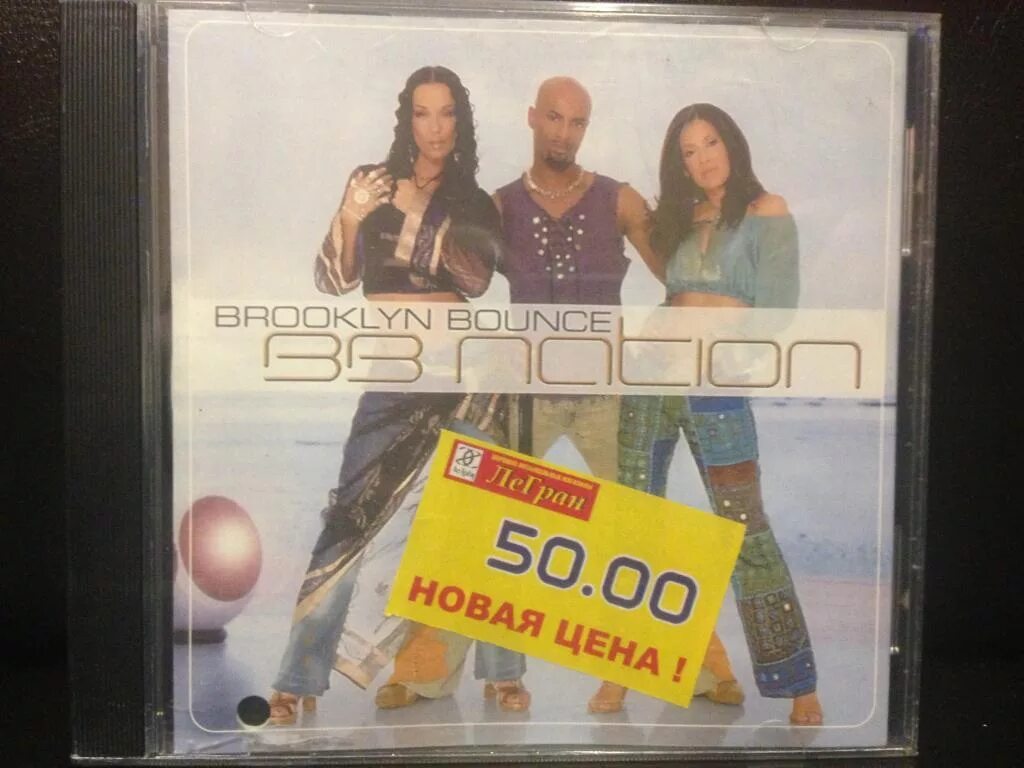 BROOKLYN BOUNCE
BB nation
ЛеГран
50.00
НОВАЯ ЦЕНА !